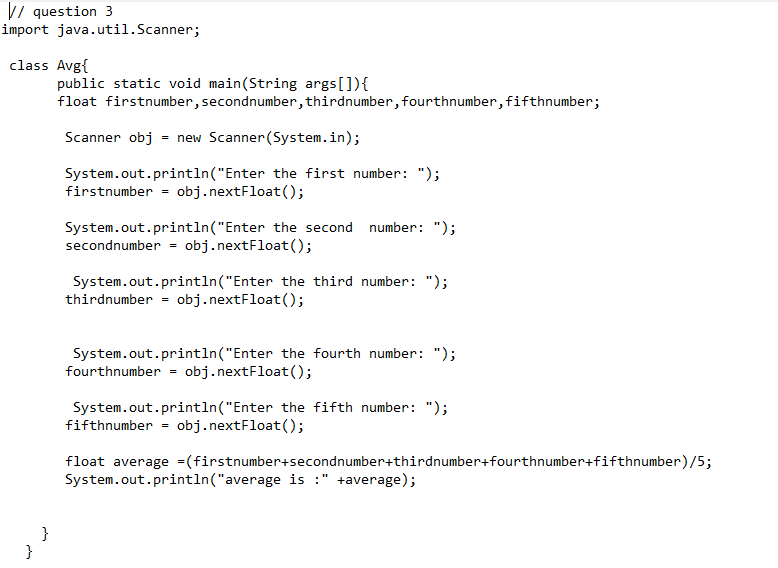 // question 3
import java.util.Scanner;
class Avg{
public static void main(String args[]){
float firstnumber,secondnumber,thirdnumber,fourthnumber,fifthnumber;
Scanner obj = new Scanner(System.in);
System.out.println("Enter the first number: ");
firstnumber = obj.nextFloat();
System.out.println("Enter the second  number: ");
secondnumber = obj.nextFloat();
System.out.println("Enter the third number: ");
thirdnumber = obj.nextFloat();
System.out.println("Enter the fourth number: ");
fourthnumber = obj.nextFloat();
System.out.println("Enter the fifth number: ");
fifthnumber = obj.nextFloat();
float average =(firstnumber+secondnumber+thirdnumber+fourthnumber+fifthnumber)/5;
System.out.println("average is :" +average);
}
}